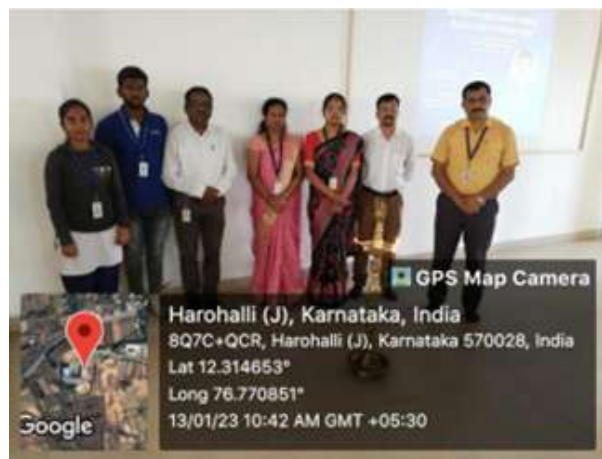 GPS Map Camera
Harohalli (J), Karnataka, India
8Q7C+QCR, Harohalli (J), Karnataka 570028, India
Lat 12.314653°
Long 76.770851°
13/01/23 10:42 AM GMT +05:30
Google